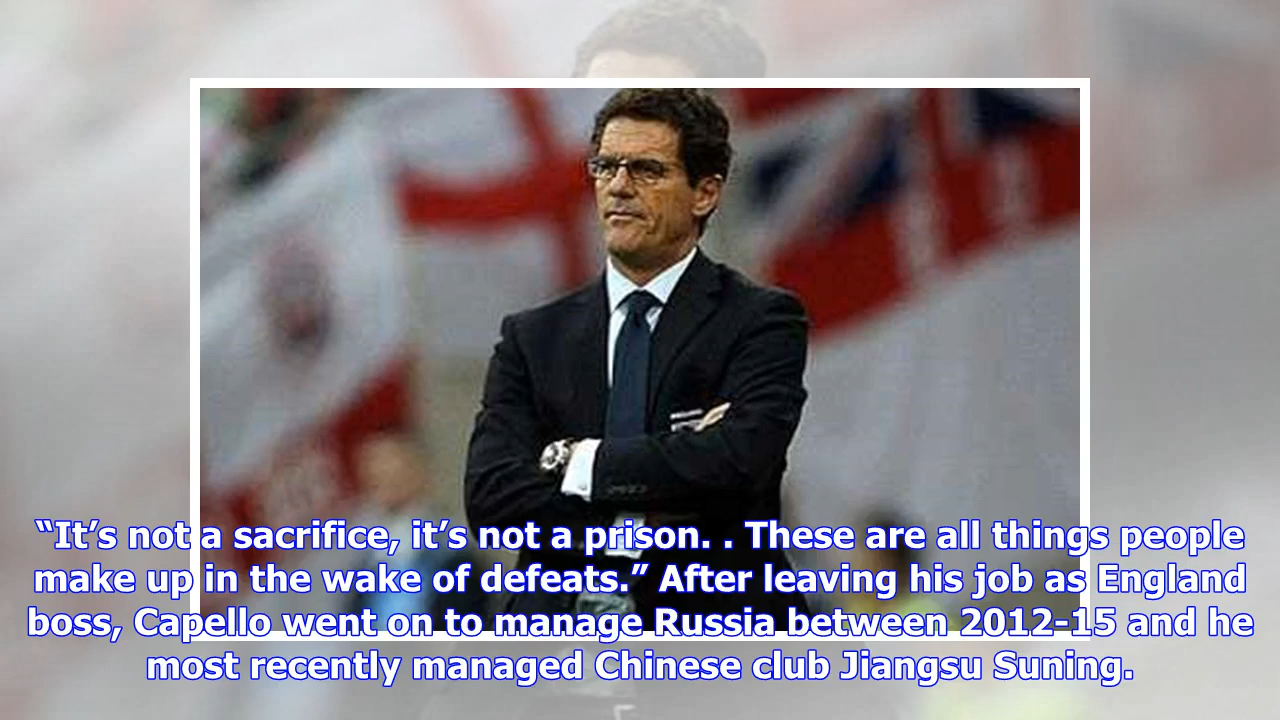 “It’s not a sacrifice, it’s not a prison. . These are all things people
make up in the wake of defeats.” After leaving his job as England
boss, Capello went on to manage Russia between 2012-15 and he
most recently managed Chinese club Jiangsu Suning.